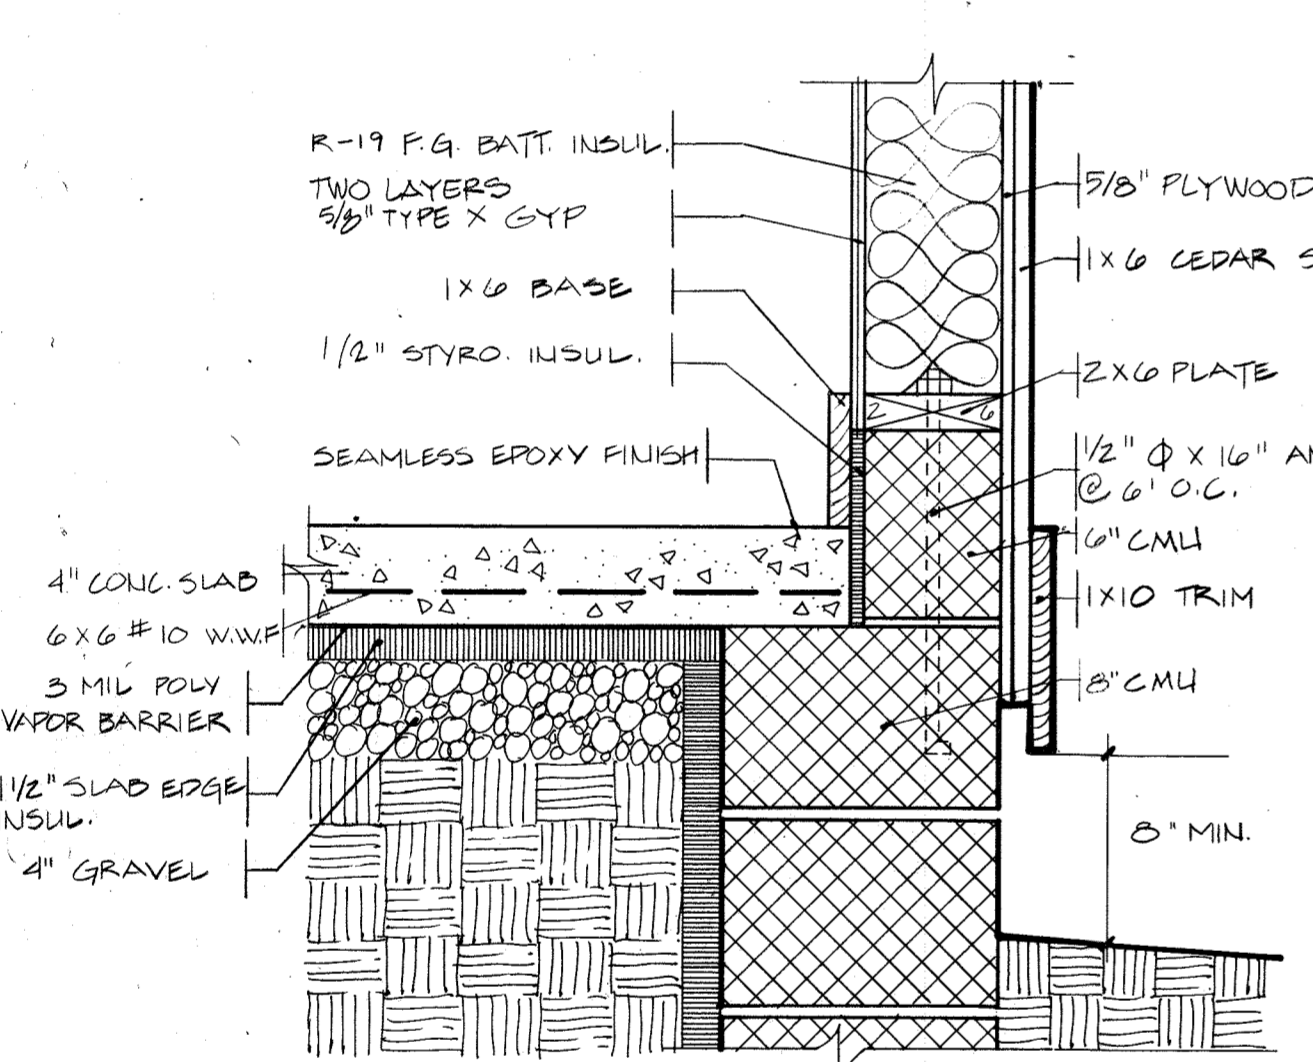 R-19 F.G. BATT. INSUL.
TWO LAYERS
5/8" TYPE X GYP
1X6 BASE
1/2" STYRO. INSUL.
SEAMLESS EPOXY FINISH
4" CONC. SLAB
6X6 #10 W.W.F
3 MIL POLY
VAPOR BARRIER
1 1/2" SLAB EDGE
NSUL.
4" GRAVEL
5/8" PLYWOOD
1X6 CEDAR S
2X6 PLATE
2 6
1/2" Φ X 16" AN
@ 6' O.C.
6" CMU
1X10 TRIM
8" CMU
8" MIN.